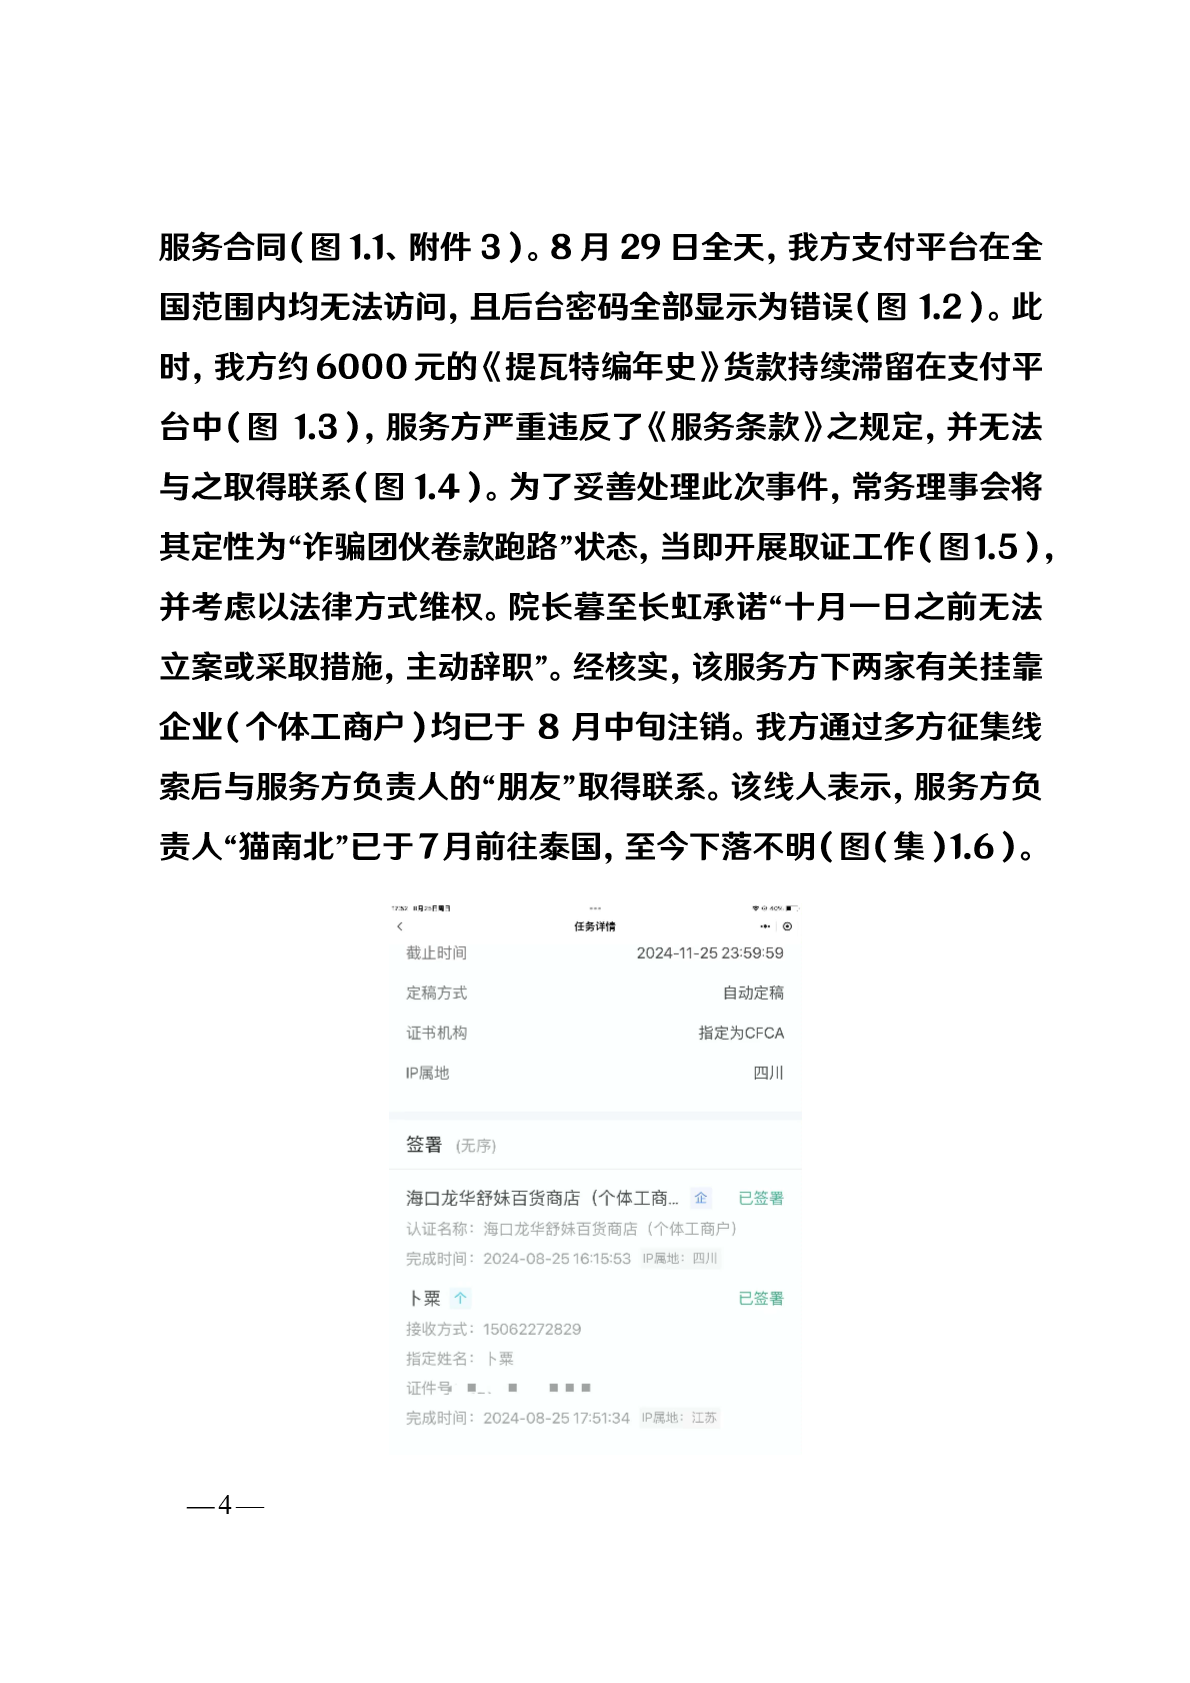 服务合同（图1.1、附件3）。8月29日全天，我方支付平台在全
国范围内均无法访问，且后台密码全部显示为错误（图 1.2）。此
时，我方约6000元的《提瓦特编年史》货款持续滞留在支付平
台中（图 1.3），服务方严重违反了《服务条款》之规定，并无法
与之取得联系（图1.4）。为了妥善处理此次事件，常务理事会将
其定性为“诈骗团伙卷款跑路”状态，当即开展取证工作（图1.5），
并考虑以法律方式维权。院长暮至长虹承诺“十月一日之前无法
立案或采取措施，主动辞职”。经核实，该服务方下两家有关挂靠
企业（个体工商户）均已于 8 月中旬注销。我方通过多方征集线
索后与服务方负责人的“朋友”取得联系。该线人表示，服务方负
责人“猫南北”已于7月前往泰国，至今下落不明（图（集）1.6）。
任务详情
截止时间 2024-11-25 23:59:59
定稿方式 自动定稿
证书机构 指定为CFCA
IP属地 四川
签署 (无序)
海口龙华舒妹百货商店（个体工商... 企 已签署
认证名称：海口龙华舒妹百货商店（个体工商户）
完成时间：2024-08-25 16:15:53 IP属地：四川
卜粟 个 已签署
接收方式：15062272829
指定姓名：卜粟
证件号
完成时间：2024-08-25 17:51:34 IP属地：江苏
—4—